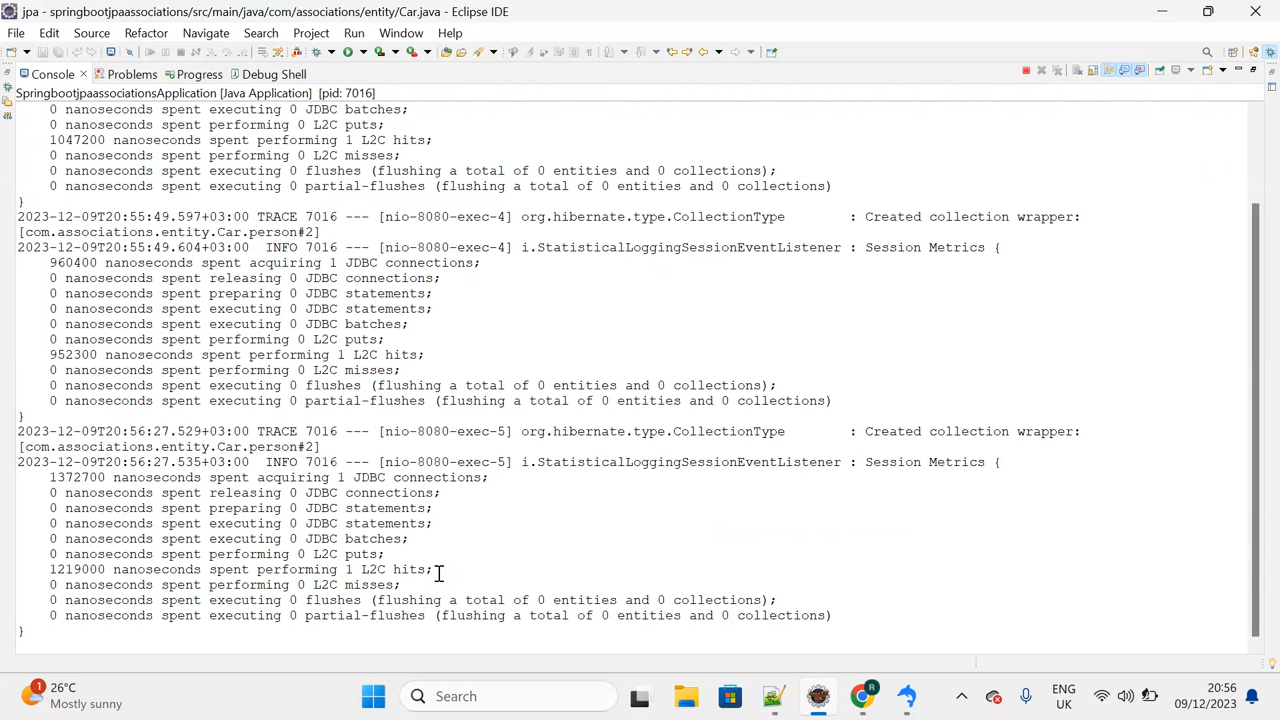 jpa - springbootjpaassociations/src/main/java/com/associations/entity/Car.java - Eclipse IDE
File Edit Source Refactor Navigate Search Project Run Window Help
Console Problems Progress Debug Shell
SpringbootjpaassociationsApplication [Java Application] [pid: 7016]
0 nanoseconds spent executing 0 JDBC batches;
0 nanoseconds spent performing 0 L2C puts;
1047200 nanoseconds spent performing 1 L2C hits;
0 nanoseconds spent performing 0 L2C misses;
0 nanoseconds spent executing 0 flushes (flushing a total of 0 entities and 0 collections);
0 nanoseconds spent executing 0 partial-flushes (flushing a total of 0 entities and 0 collections)
}
2023-12-09T20:55:49.597+03:00 TRACE 7016 --- [nio-8080-exec-4] org.hibernate.type.CollectionType : Created collection wrapper:
[com.associations.entity.Car.person#2]
2023-12-09T20:55:49.604+03:00 INFO 7016 --- [nio-8080-exec-4] i.StatisticalLoggingSessionEventListener : Session Metrics {
960400 nanoseconds spent acquiring 1 JDBC connections;
0 nanoseconds spent releasing 0 JDBC connections;
0 nanoseconds spent preparing 0 JDBC statements;
0 nanoseconds spent executing 0 JDBC statements;
0 nanoseconds spent executing 0 JDBC batches;
0 nanoseconds spent performing 0 L2C puts;
952300 nanoseconds spent performing 1 L2C hits;
0 nanoseconds spent performing 0 L2C misses;
0 nanoseconds spent executing 0 flushes (flushing a total of 0 entities and 0 collections);
0 nanoseconds spent executing 0 partial-flushes (flushing a total of 0 entities and 0 collections)
}
2023-12-09T20:56:27.529+03:00 TRACE 7016 --- [nio-8080-exec-5] org.hibernate.type.CollectionType : Created collection wrapper:
[com.associations.entity.Car.person#2]
2023-12-09T20:56:27.535+03:00 INFO 7016 --- [nio-8080-exec-5] i.StatisticalLoggingSessionEventListener : Session Metrics {
1372700 nanoseconds spent acquiring 1 JDBC connections;
0 nanoseconds spent releasing 0 JDBC connections;
0 nanoseconds spent preparing 0 JDBC statements;
0 nanoseconds spent executing 0 JDBC statements;
0 nanoseconds spent executing 0 JDBC batches;
0 nanoseconds spent performing 0 L2C puts;
1219000 nanoseconds spent performing 1 L2C hits;
0 nanoseconds spent performing 0 L2C misses;
0 nanoseconds spent executing 0 flushes (flushing a total of 0 entities and 0 collections);
0 nanoseconds spent executing 0 partial-flushes (flushing a total of 0 entities and 0 collections)
}
1
26°C
Mostly sunny
Search
R
ENG
UK
20:56
09/12/2023